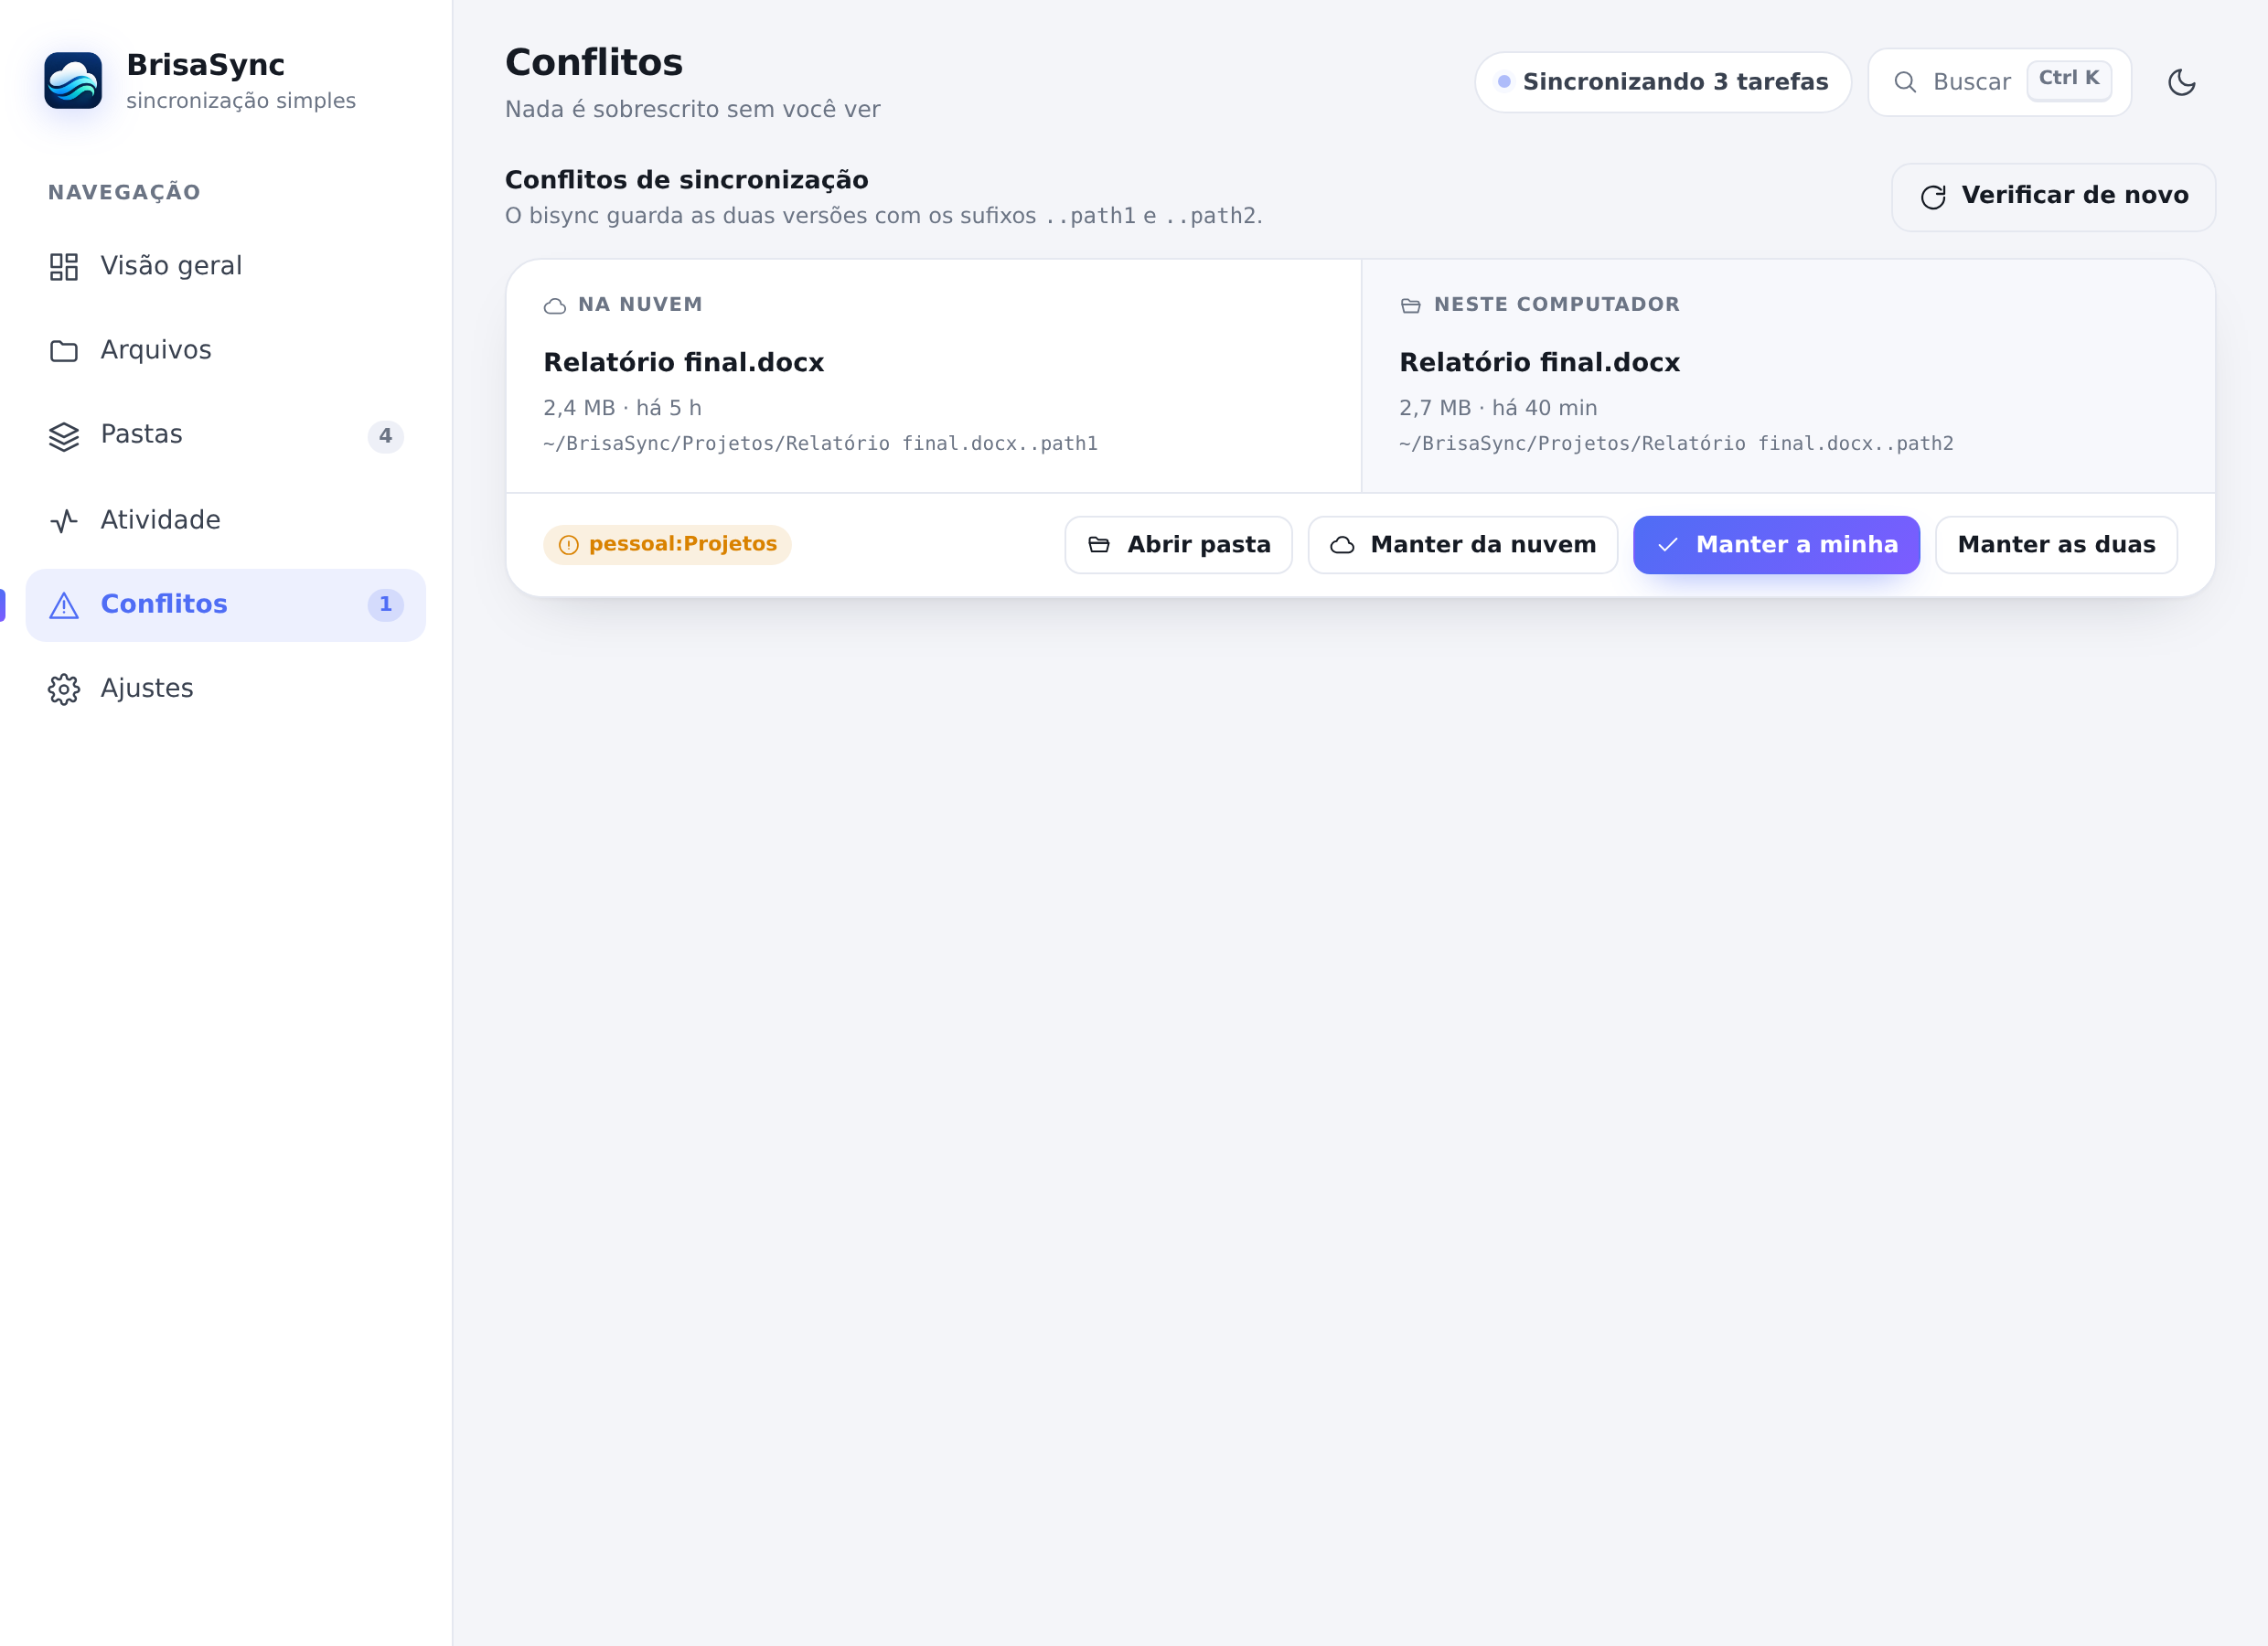 BrisaSync
sincronização simples
NAVEGAÇÃO
Visão geral
Arquivos
Pastas 4
Atividade
Conflitos 1
Ajustes
Conflitos
Nada é sobrescrito sem você ver
Sincronizando 3 tarefas
Buscar Ctrl K
Conflitos de sincronização
O bisync guarda as duas versões com os sufixos ..path1 e ..path2.
Verificar de novo
NA NUVEM
Relatório final.docx
2,4 MB · há 5 h
~/BrisaSync/Projetos/Relatório final.docx..path1
NESTE COMPUTADOR
Relatório final.docx
2,7 MB · há 40 min
~/BrisaSync/Projetos/Relatório final.docx..path2
pessoal:Projetos
Abrir pasta
Manter da nuvem
Manter a minha
Manter as duas